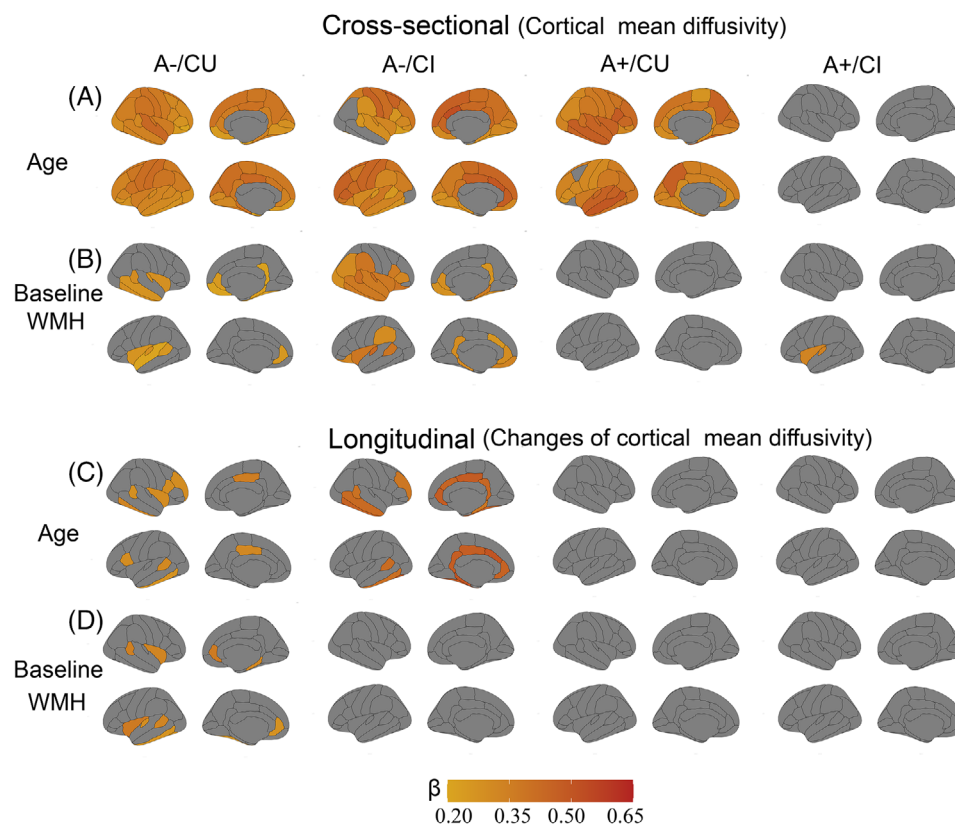 Cross-sectional (Cortical mean diffusivity)
A-/CU A-/CI A+/CU A+/CI
(A)
Age
(B)
Baseline
WMH
Longitudinal (Changes of cortical mean diffusivity)
(C)
Age
(D)
Baseline
WMH
β
0.20 0.35 0.50 0.65